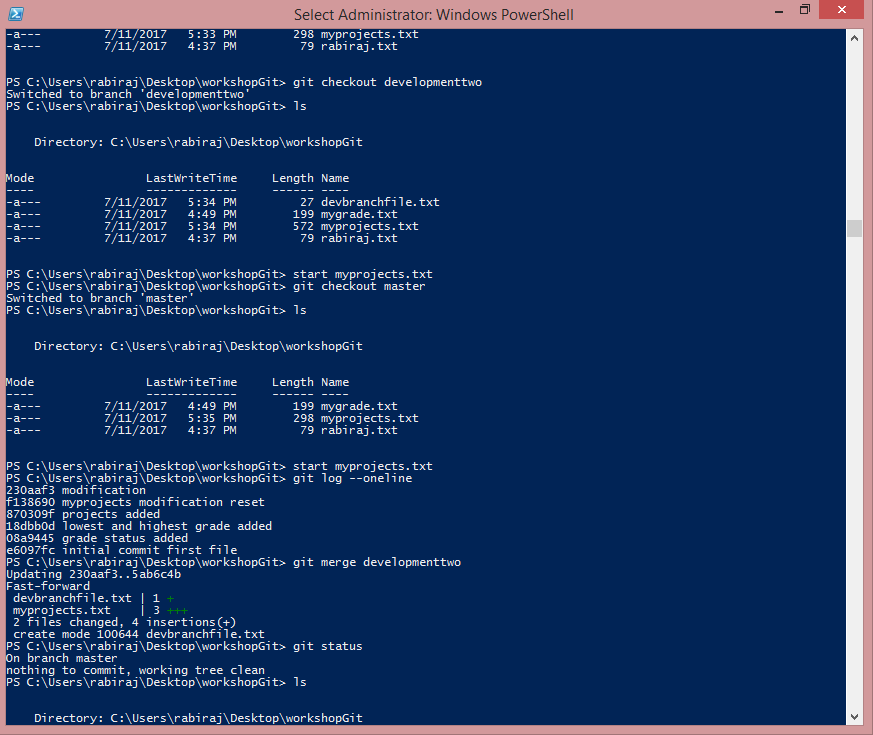 Select Administrator: Windows PowerShell
-a---         7/11/2017   5:33 PM        298 myprojects.txt
-a---         7/11/2017   4:37 PM         79 rabiraj.txt
PS C:\Users\rabiraj\Desktop\workshopGit> git checkout developmenttwo
Switched to branch 'developmenttwo'
PS C:\Users\rabiraj\Desktop\workshopGit> ls
    Directory: C:\Users\rabiraj\Desktop\workshopGit
Mode                LastWriteTime     Length Name
----                -------------     ------ ----
-a---         7/11/2017   5:34 PM         27 devbranchfile.txt
-a---         7/11/2017   4:49 PM        199 mygrade.txt
-a---         7/11/2017   5:34 PM        572 myprojects.txt
-a---         7/11/2017   4:37 PM         79 rabiraj.txt
PS C:\Users\rabiraj\Desktop\workshopGit> start myprojects.txt
PS C:\Users\rabiraj\Desktop\workshopGit> git checkout master
Switched to branch 'master'
PS C:\Users\rabiraj\Desktop\workshopGit> ls
    Directory: C:\Users\rabiraj\Desktop\workshopGit
Mode                LastWriteTime     Length Name
----                -------------     ------ ----
-a---         7/11/2017   4:49 PM        199 mygrade.txt
-a---         7/11/2017   5:35 PM        298 myprojects.txt
-a---         7/11/2017   4:37 PM         79 rabiraj.txt
PS C:\Users\rabiraj\Desktop\workshopGit> start myprojects.txt
PS C:\Users\rabiraj\Desktop\workshopGit> git log --oneline
230aaf3 modification
f138690 myprojects modification reset
870309f projects added
18dbb0d lowest and highest grade added
08a9445 grade status added
e6097fc initial commit first file
PS C:\Users\rabiraj\Desktop\workshopGit> git merge developmenttwo
Updating 230aaf3..5ab6c4b
Fast-forward
 devbranchfile.txt | 1 +
 myprojects.txt    | 3 +++
 2 files changed, 4 insertions(+)
 create mode 100644 devbranchfile.txt
PS C:\Users\rabiraj\Desktop\workshopGit> git status
On branch master
nothing to commit, working tree clean
PS C:\Users\rabiraj\Desktop\workshopGit> ls
    Directory: C:\Users\rabiraj\Desktop\workshopGit